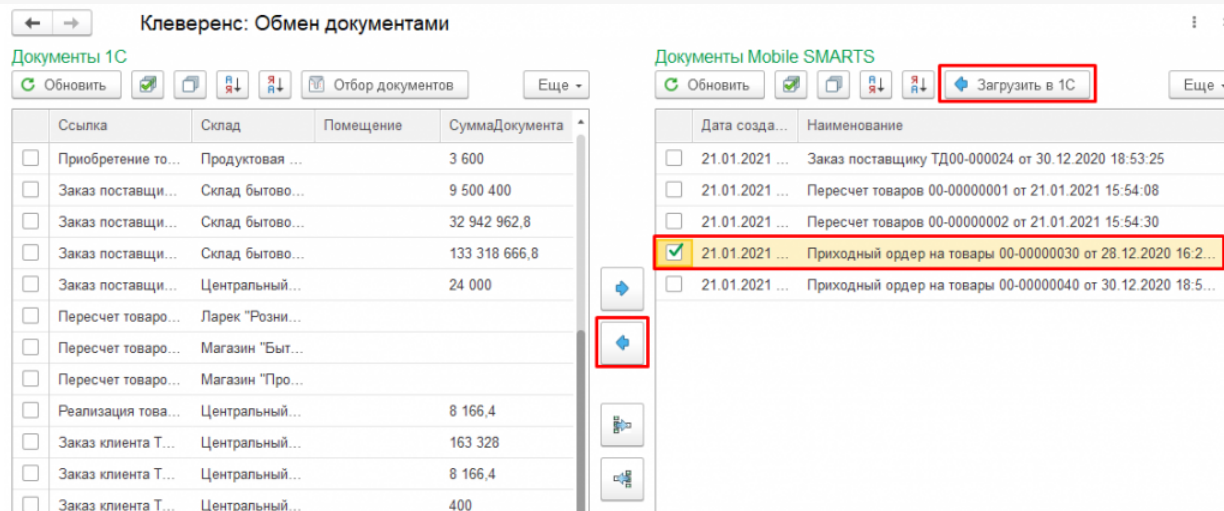 Клеверенс: Обмен документами
Документы 1С
Обновить
Отбор документов
Еще
Ссылка Склад Помещение СуммаДокумента
Приобретение то... Продуктовая ... 3 600
Заказ поставщи... Склад бытово... 9 500 400
Заказ поставщи... Склад бытово... 32 942 962,8
Заказ поставщи... Склад бытово... 133 318 666,8
Заказ поставщи... Центральный... 24 000
Пересчет товаро... Ларек "Розни...
Пересчет товаро... Магазин "Быт...
Пересчет товаро... Магазин "Про...
Реализация това... Центральный... 8 166,4
Заказ клиента Т... Центральный... 163 328
Заказ клиента Т... Центральный... 8 166,4
Заказ клиента Т... Центральный... 400
Документы Mobile SMARTS
Обновить
Загрузить в 1С
Еще
Дата созда... Наименование
21.01.2021 ... Заказ поставщику ТД00-000024 от 30.12.2020 18:53:25
21.01.2021 ... Пересчет товаров 00-00000001 от 21.01.2021 15:54:08
21.01.2021 ... Пересчет товаров 00-00000002 от 21.01.2021 15:54:30
21.01.2021 ... Приходный ордер на товары 00-00000030 от 28.12.2020 16:2...
21.01.2021 ... Приходный ордер на товары 00-00000040 от 30.12.2020 18:5...